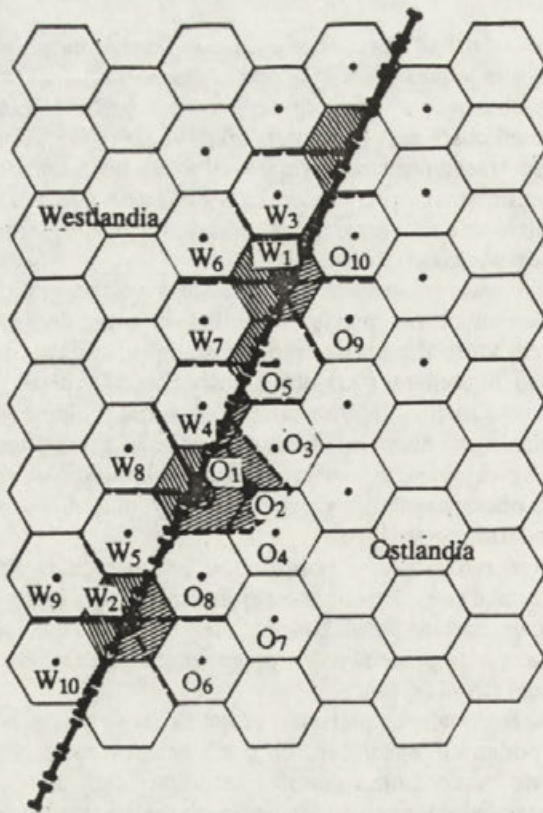 Westlandia
W₃
W₆
W₁
O₁₀
W₇
O₉
O₅
W₄
O₃
W₈
O₁
O₂
W₅
O₄
Ostlandia
W₉
W₂
O₈
O₇
W₁₀
O₆